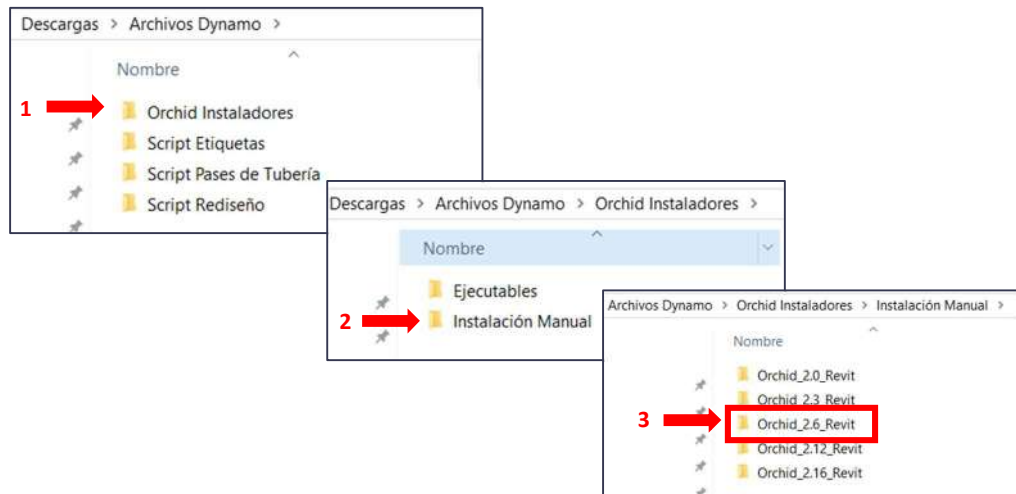 Descargas > Archivos Dynamo >
Nombre
1
Orchid Instaladores
Script Etiquetas
Script Pases de Tubería
Script Rediseño
Descargas > Archivos Dynamo > Orchid Instaladores >
Nombre
Ejecutables
2
Instalación Manual
Archivos Dynamo > Orchid Instaladores > Instalación Manual >
Nombre
Orchid_2.0_Revit
Orchid_2.3_Revit
3
Orchid_2.6_Revit
Orchid_2.12_Revit
Orchid_2.16_Revit